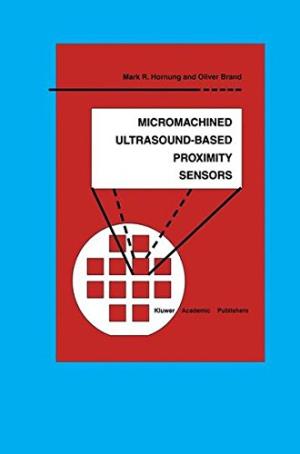 Mark R. Hornung and Oliver Brand
MICROMACHINED
ULTRASOUND-BASED
PROXIMITY
SENSORS
Kluwer Academic Publishers